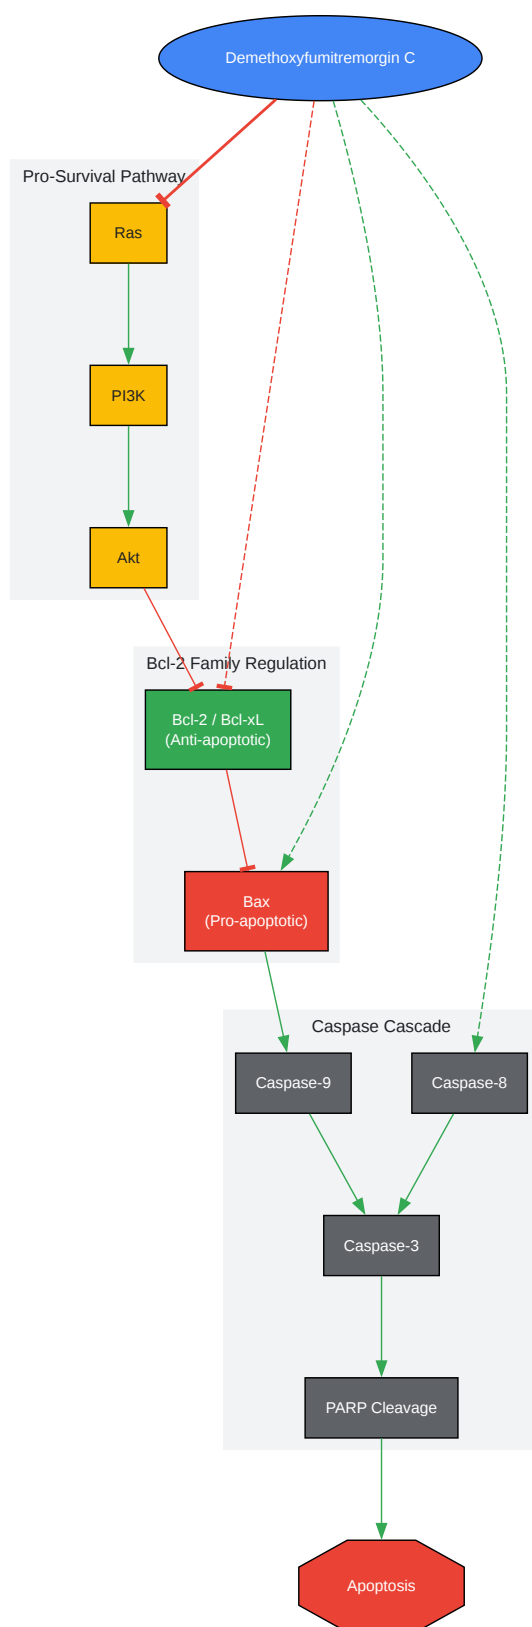 Demethoxyfumitremorgin C
Pro-Survival Pathway
Ras
PI3K
Akt
Bcl-2 Family Regulation
Bcl-2 / Bcl-xL
(Anti-apoptotic)
Bax
(Pro-apoptotic)
Caspase Cascade
Caspase-9
Caspase-8
Caspase-3
PARP Cleavage
Apoptosis